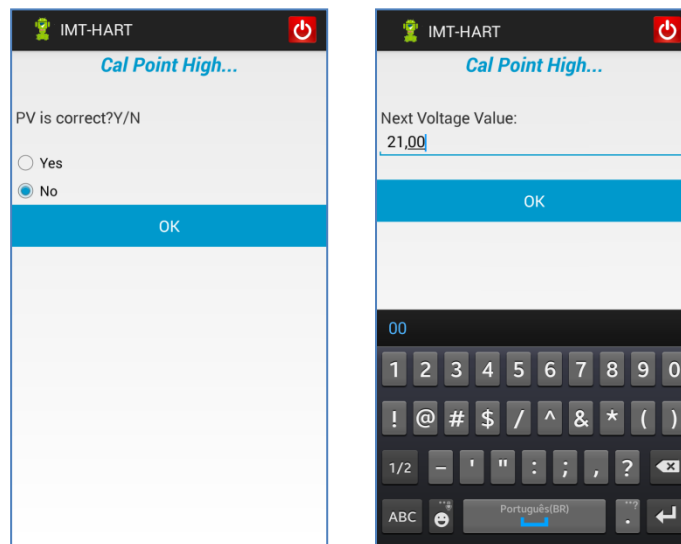 IMT-HART
Cal Point High...
PV is correct?Y/N
Yes
No
OK
IMT-HART
Cal Point High...
Next Voltage Value:
21,00
OK
00
1 2 3 4 5 6 7 8 9 0
! @ # $ / ^ & * ( )
1/2 - ' " : ; , ?
ABC Português(BR) .